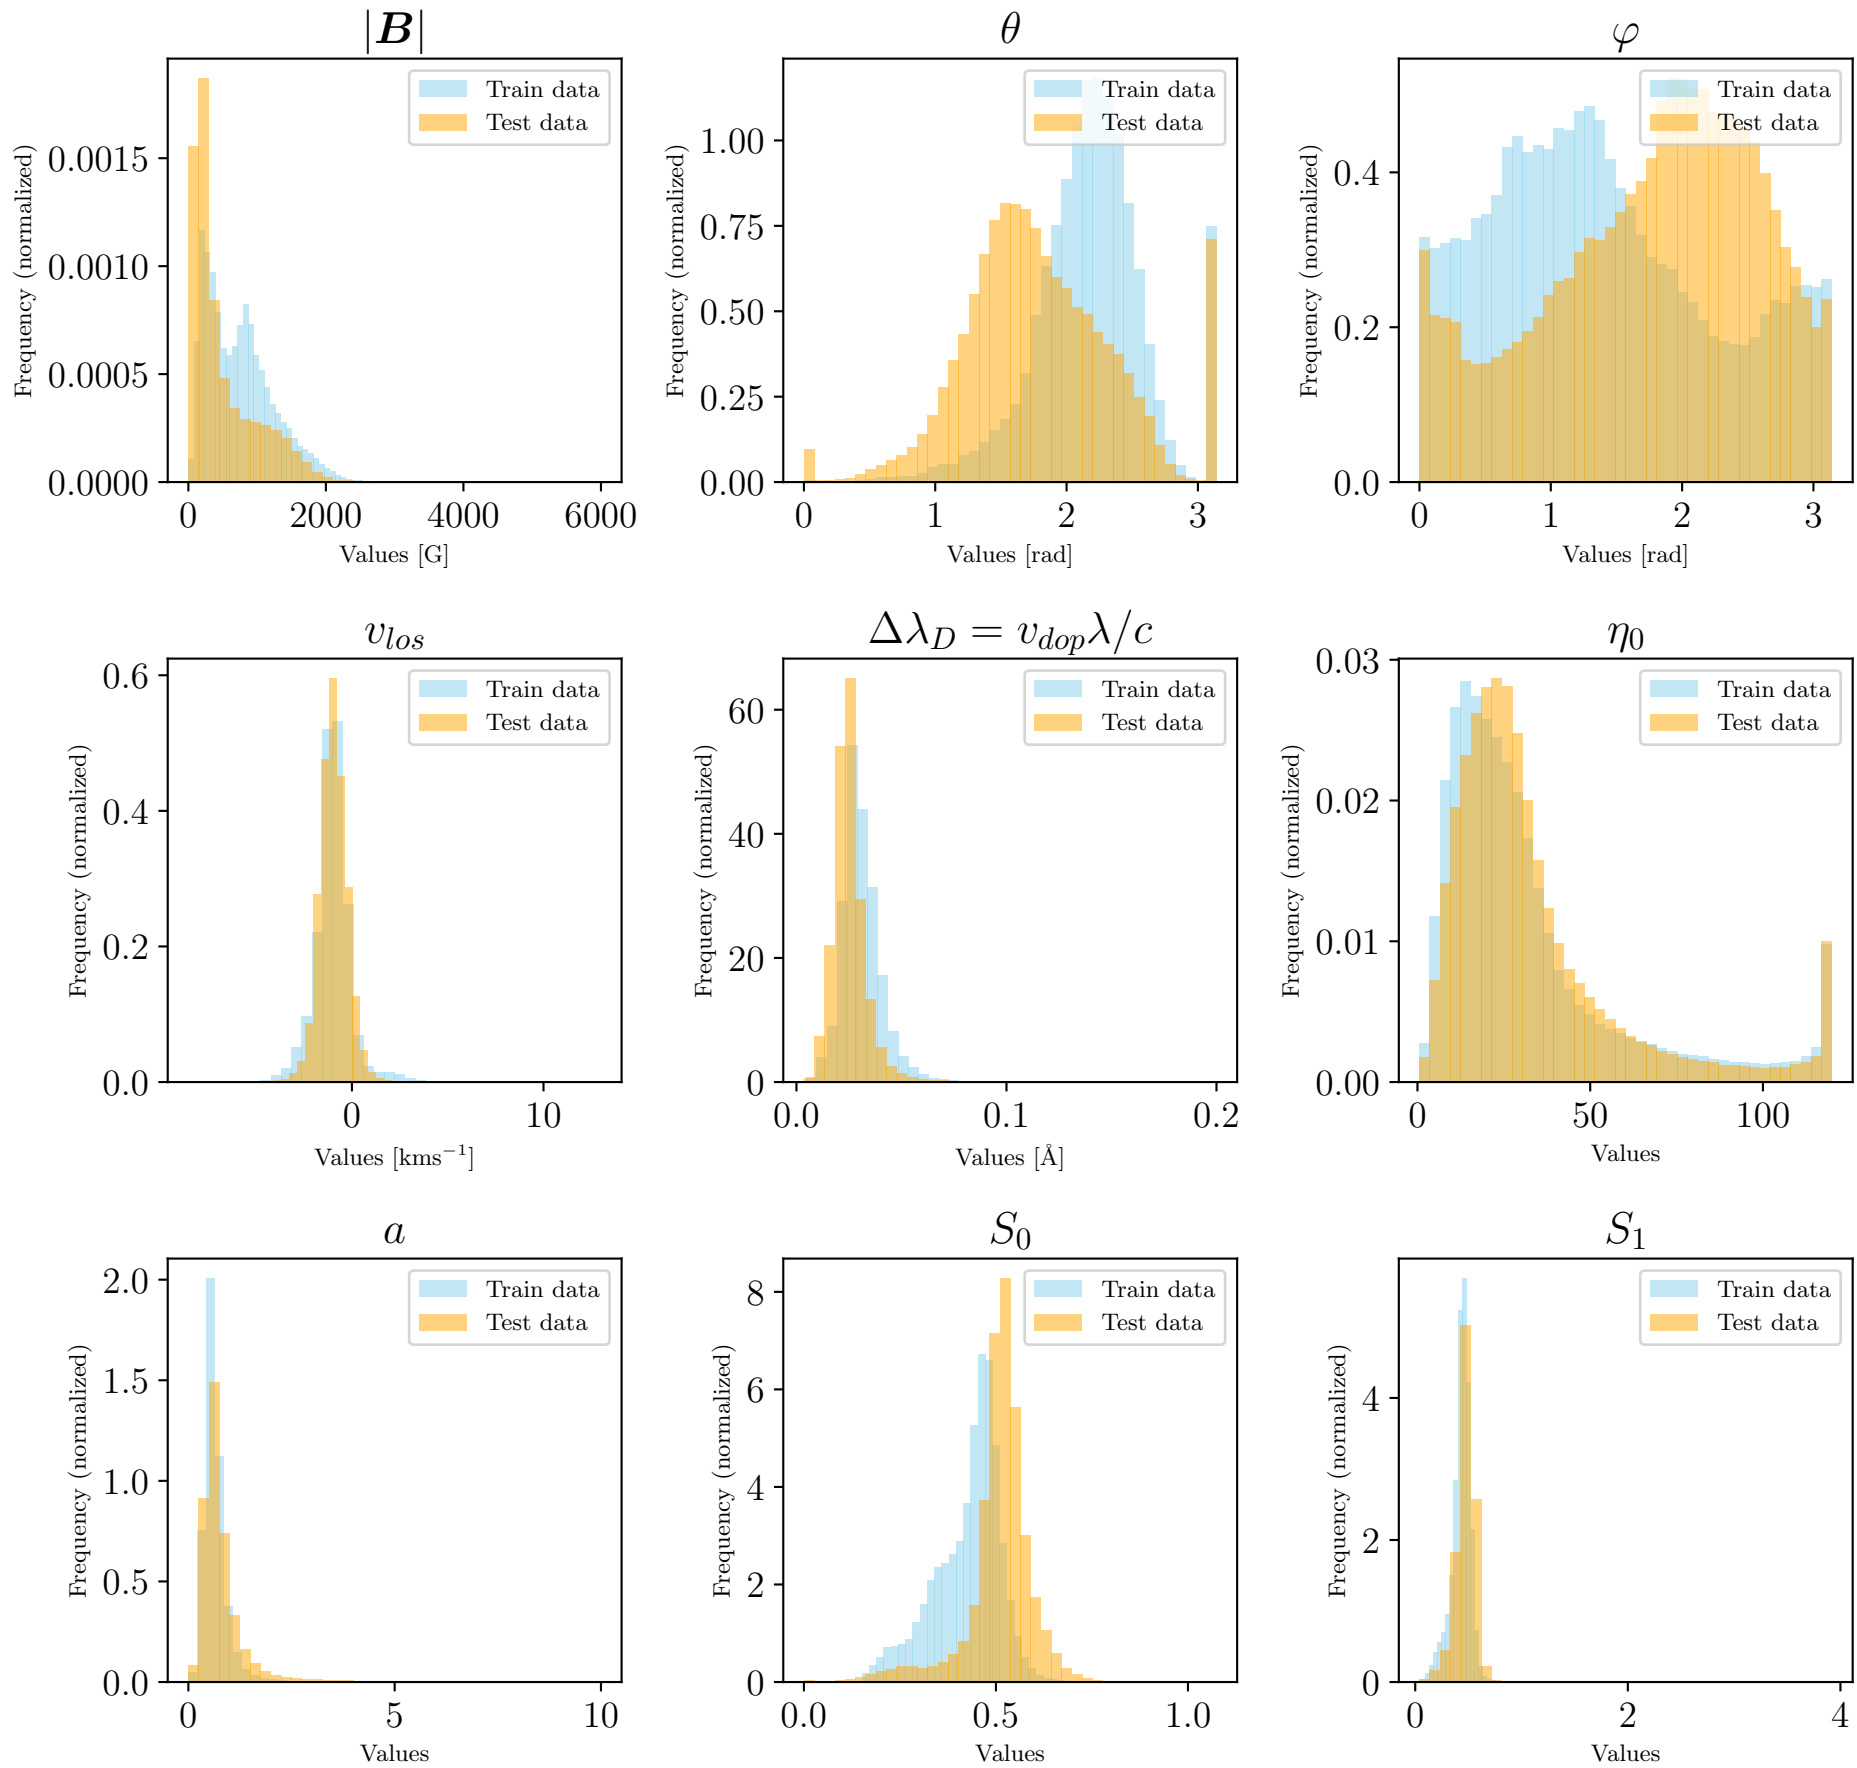 |B|
Train data
Test data
Frequency (normalized)
0.0015
0.0010
0.0005
0.0000
0 2000 4000 6000
Values [G]
θ
Train data
Test data
Frequency (normalized)
1.00
0.75
0.50
0.25
0.00
0 1 2 3
Values [rad]
φ
Train data
Test data
Frequency (normalized)
0.4
0.2
0.0
0 1 2 3
Values [rad]
v_{los}
Train data
Test data
Frequency (normalized)
0.6
0.4
0.2
0.0
0 10
Values [kms⁻¹]
Δλ_D = v_{dop}λ/c
Train data
Test data
Frequency (normalized)
60
40
20
0
0.0 0.1 0.2
Values [Å]
η₀
Train data
Test data
Frequency (normalized)
0.03
0.02
0.01
0.00
0 50 100
Values
a
Train data
Test data
Frequency (normalized)
2.0
1.5
1.0
0.5
0.0
0 5 10
Values
S₀
Train data
Test data
Frequency (normalized)
8
6
4
2
0
0.0 0.5 1.0
Values
S₁
Train data
Test data
Frequency (normalized)
4
2
0
0 2 4
Values